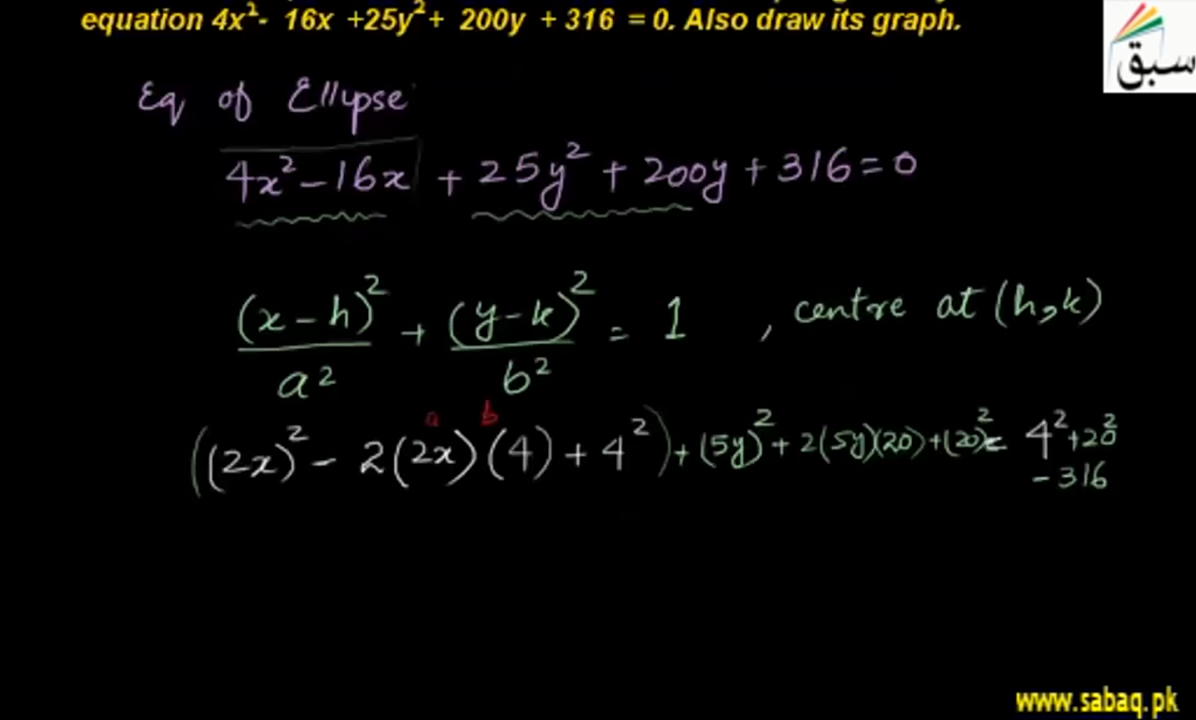 equation 4x²- 16x +25y²+ 200y + 316 = 0. Also draw its graph.
سبق
Eq of Ellipse
4x² - 16x + 25y² + 200y + 316 = 0
(x - h)²/a² + (y - k)²/b² = 1 , centre at (h, k)
a b
((2x)² - 2(2x)(4) + 4²) + (5y)² + 2(5y)(20) + (20)² = 4² + 20²
- 316
www.sabaq.pk